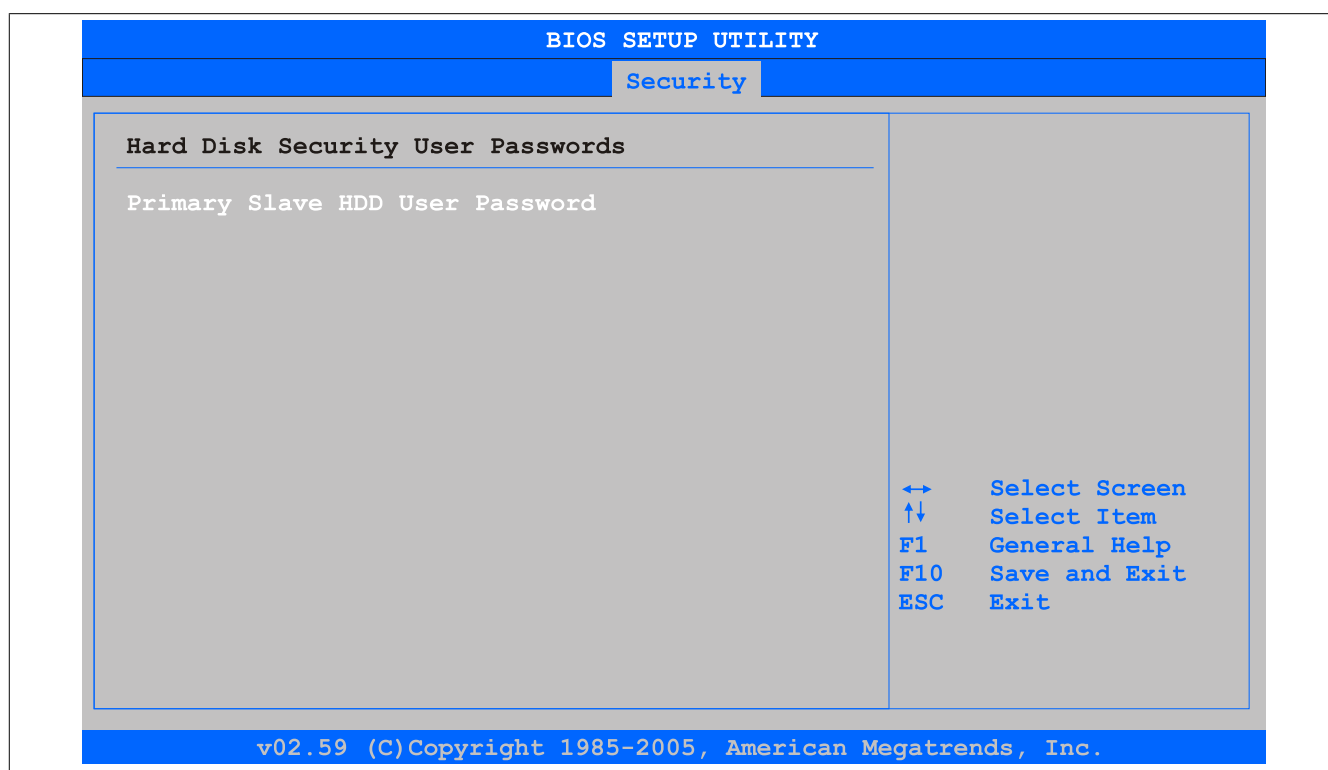 BIOS SETUP UTILITY
Security
Hard Disk Security User Passwords
Primary Slave HDD User Password
↔ Select Screen
↑↓ Select Item
F1 General Help
F10 Save and Exit
ESC Exit
v02.59 (C)Copyright 1985-2005, American Megatrends, Inc.